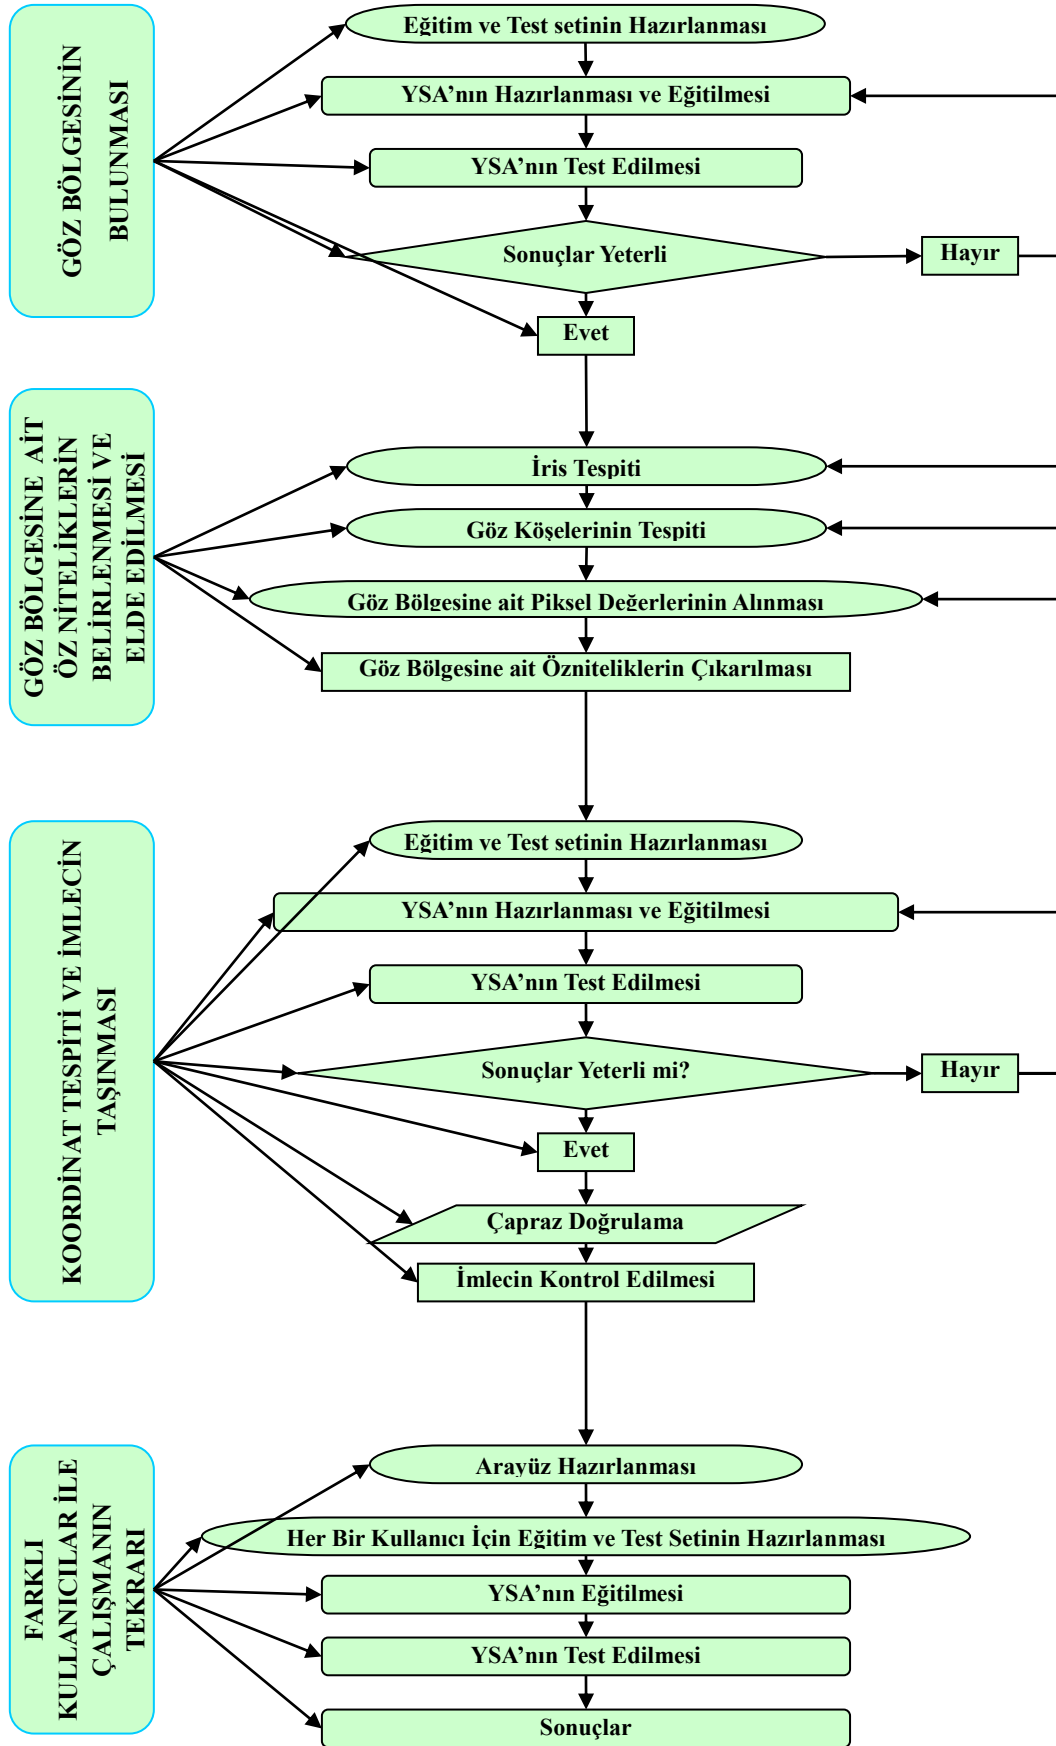 GÖZ BÖLGESİNİN
BULUNMASI
Eğitim ve Test setinin Hazırlanması
YSA’nın Hazırlanması ve Eğitilmesi
YSA’nın Test Edilmesi
Sonuçlar Yeterli
Hayır
Evet
GÖZ BÖLGESİNE AİT
ÖZ NİTELİKLERİN
BELİRLENMESİ VE
ELDE EDİLMESİ
İris Tespiti
Göz Köşelerinin Tespiti
Göz Bölgesine ait Piksel Değerlerinin Alınması
Göz Bölgesine ait Özniteliklerin Çıkarılması
KOORDİNAT TESPİTİ VE İMLECİN
TAŞINMASI
Eğitim ve Test setinin Hazırlanması
YSA’nın Hazırlanması ve Eğitilmesi
YSA’nın Test Edilmesi
Sonuçlar Yeterli mi?
Hayır
Evet
Çapraz Doğrulama
İmlecin Kontrol Edilmesi
FARKLI
KULLANICILAR İLE
ÇALIŞMANIN
TEKRARI
Arayüz Hazırlanması
Her Bir Kullanıcı İçin Eğitim ve Test Setinin Hazırlanması
YSA’nın Eğitilmesi
YSA’nın Test Edilmesi
Sonuçlar